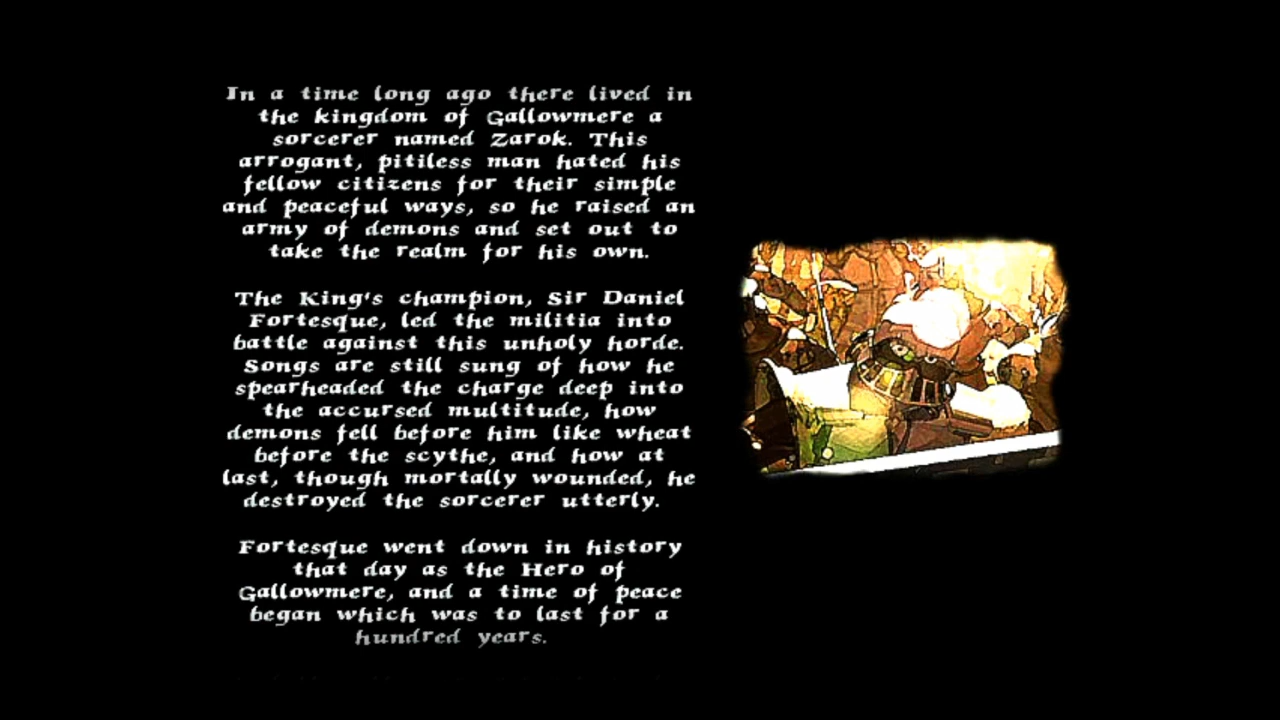 In a time long ago there lived in
the kingdom of Gallowmere a
sorcerer named Zarok. This
arrogant, pitiless man hated his
fellow citizens for their simple
and peaceful ways, so he raised an
army of demons and set out to
take the realm for his own.
The King's champion, Sir Daniel
Fortesque, led the militia into
battle against this unholy horde.
Songs are still sung of how he
spearheaded the charge deep into
the accursed multitude, how
demons fell before him like wheat
before the scythe, and how at
last, though mortally wounded, he
destroyed the sorcerer utterly.
Fortesque went down in history
that day as the Hero of
Gallowmere, and a time of peace
began which was to last for a
hundred years.